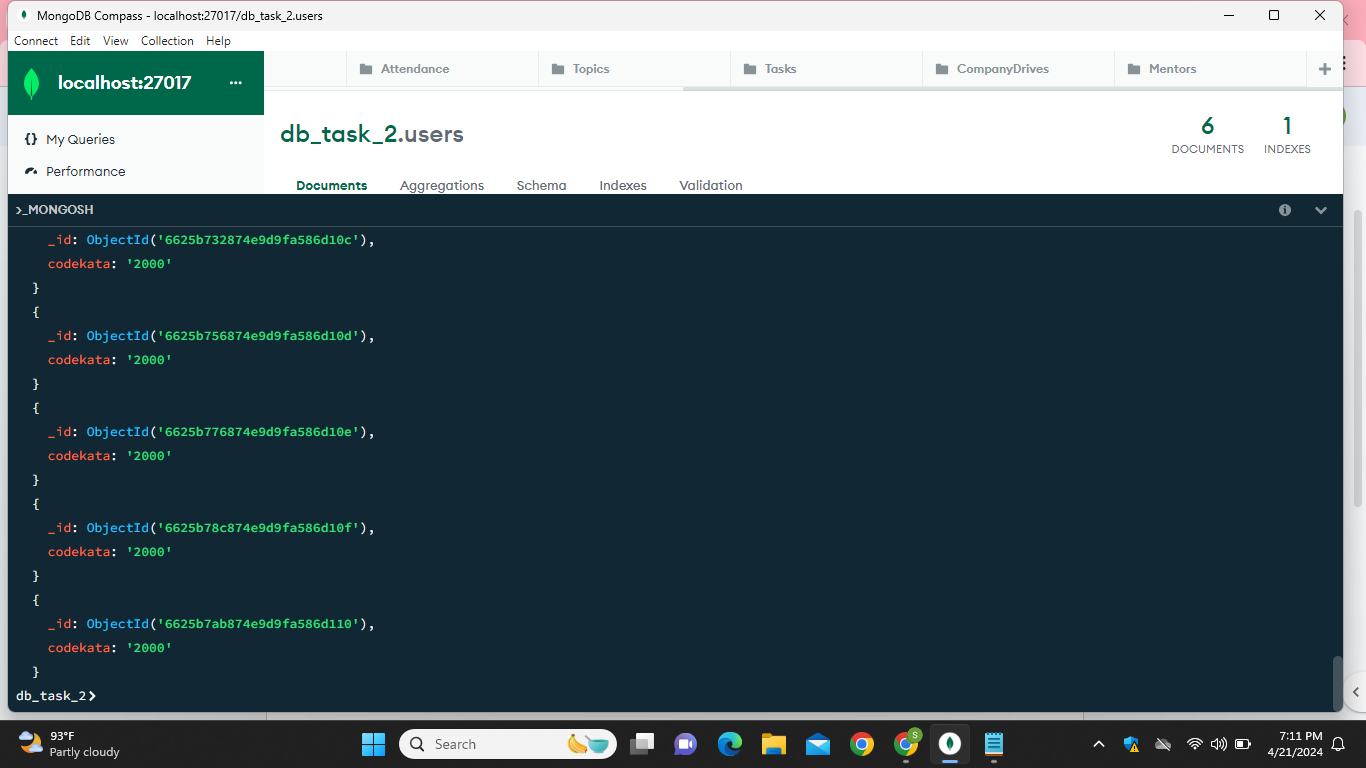 MongoDB Compass - localhost:27017/db_task_2.users
Connect Edit View Collection Help
localhost:27017 ...
Attendance Topics Tasks CompanyDrives Mentors +
{} My Queries
Performance
db_task_2.users
6 1
DOCUMENTS INDEXES
Documents Aggregations Schema Indexes Validation
>_MONGOSH
_id: ObjectId('6625b732874e9d9fa586d10c'),
codekata: '2000'
}
{
_id: ObjectId('6625b756874e9d9fa586d10d'),
codekata: '2000'
}
{
_id: ObjectId('6625b776874e9d9fa586d10e'),
codekata: '2000'
}
{
_id: ObjectId('6625b78c874e9d9fa586d10f'),
codekata: '2000'
}
{
_id: ObjectId('6625b7ab874e9d9fa586d110'),
codekata: '2000'
}
db_task_2>
93°F
Partly cloudy
Search
S
7:11 PM
4/21/2024